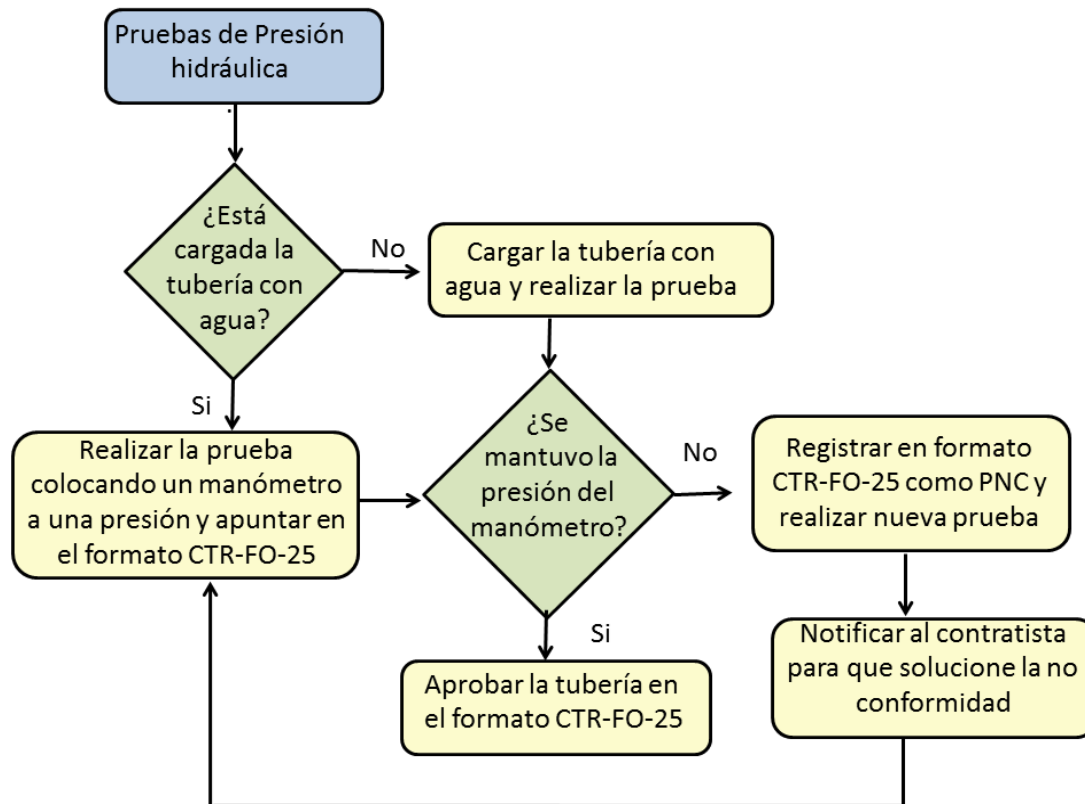 Pruebas de Presión
hidráulica
¿Está
cargada la
tubería con
agua?
No
Cargar la tubería con
agua y realizar la prueba
Si
Realizar la prueba
colocando un manómetro
a una presión y apuntar en
el formato CTR-FO-25
¿Se
mantuvo la
presión del
manómetro?
No
Registrar en formato
CTR-FO-25 como PNC y
realizar nueva prueba
Si
Aprobar la tubería en
el formato CTR-FO-25
Notificar al contratista
para que solucione la no
conformidad